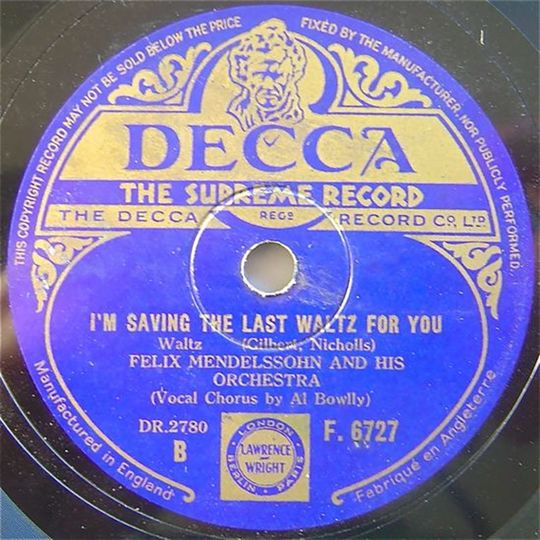 THIS COPYRIGHT RECORD MAY NOT BE SOLD BELOW THE PRICE FIXED BY THE MANUFACTURER, NOR PUBLICLY PERFORMED.
DECCA
THE SUPREME RECORD
THE DECCA REGD RECORD CO. LTD.
I'M SAVING THE LAST WALTZ FOR YOU
Waltz (Gilbert, Nicholls)
FELIX MENDELSSOHN AND HIS
ORCHESTRA
(Vocal Chorus by Al Bowlly)
DR.2780
B
LONDON
LAWRENCE
WRIGHT
BERLIN PARIS
F. 6727
Manufactured in England
Fabriqué en Angleterre